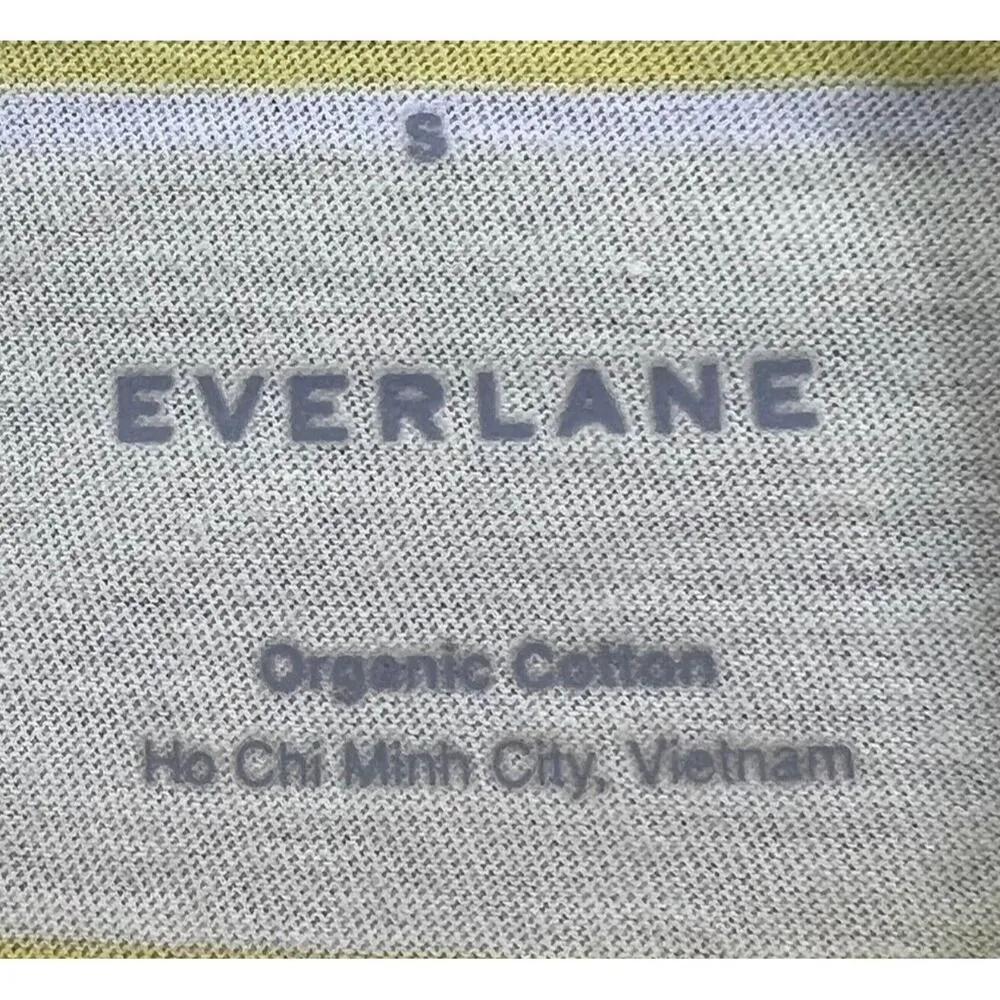 S
EVERLANE
Organic Cotton
Ho Chi Minh City, Vietnam